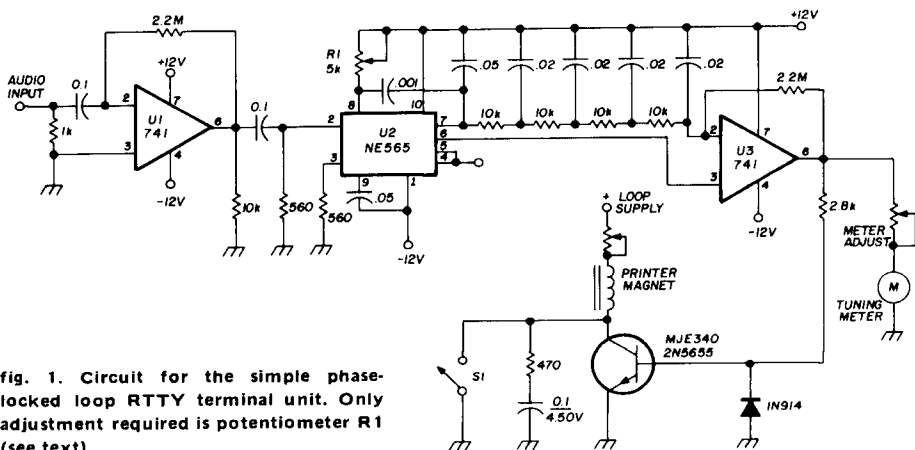 +12V
2.2M
R1
5k
.05
.02
.02
.02
.02
+12V
.001
2.2M
AUDIO
INPUT
0.1
2
7
U1
741
6
0.1
8
10
2
U2
NE565
7
10k
10k
10k
10k
6
5
4
3
2
7
U3
741
6
3
4
1k
3
4
-12V
9
1
.05
10k
560
560
-12V
-12V
2.8k
+ LOOP
SUPPLY
METER
ADJUST
PRINTER
MAGNET
M
TUNING
METER
MJE340
2N5655
S1
470
0.1
4.50V
1N914
fig. 1. Circuit for the simple phase-
locked loop RTTY terminal unit. Only
adjustment required is potentiometer R1
(see text).